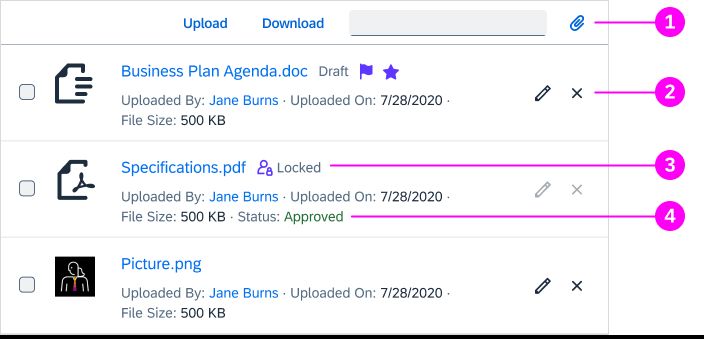 Upload Download 1
Business Plan Agenda.doc Draft
Uploaded By: Jane Burns · Uploaded On: 7/28/2020 · 2
File Size: 500 KB
Specifications.pdf Locked 3
Uploaded By: Jane Burns · Uploaded On: 7/28/2020 ·
File Size: 500 KB · Status: Approved 4
Picture.png
Uploaded By: Jane Burns · Uploaded On: 7/28/2020 ·
File Size: 500 KB